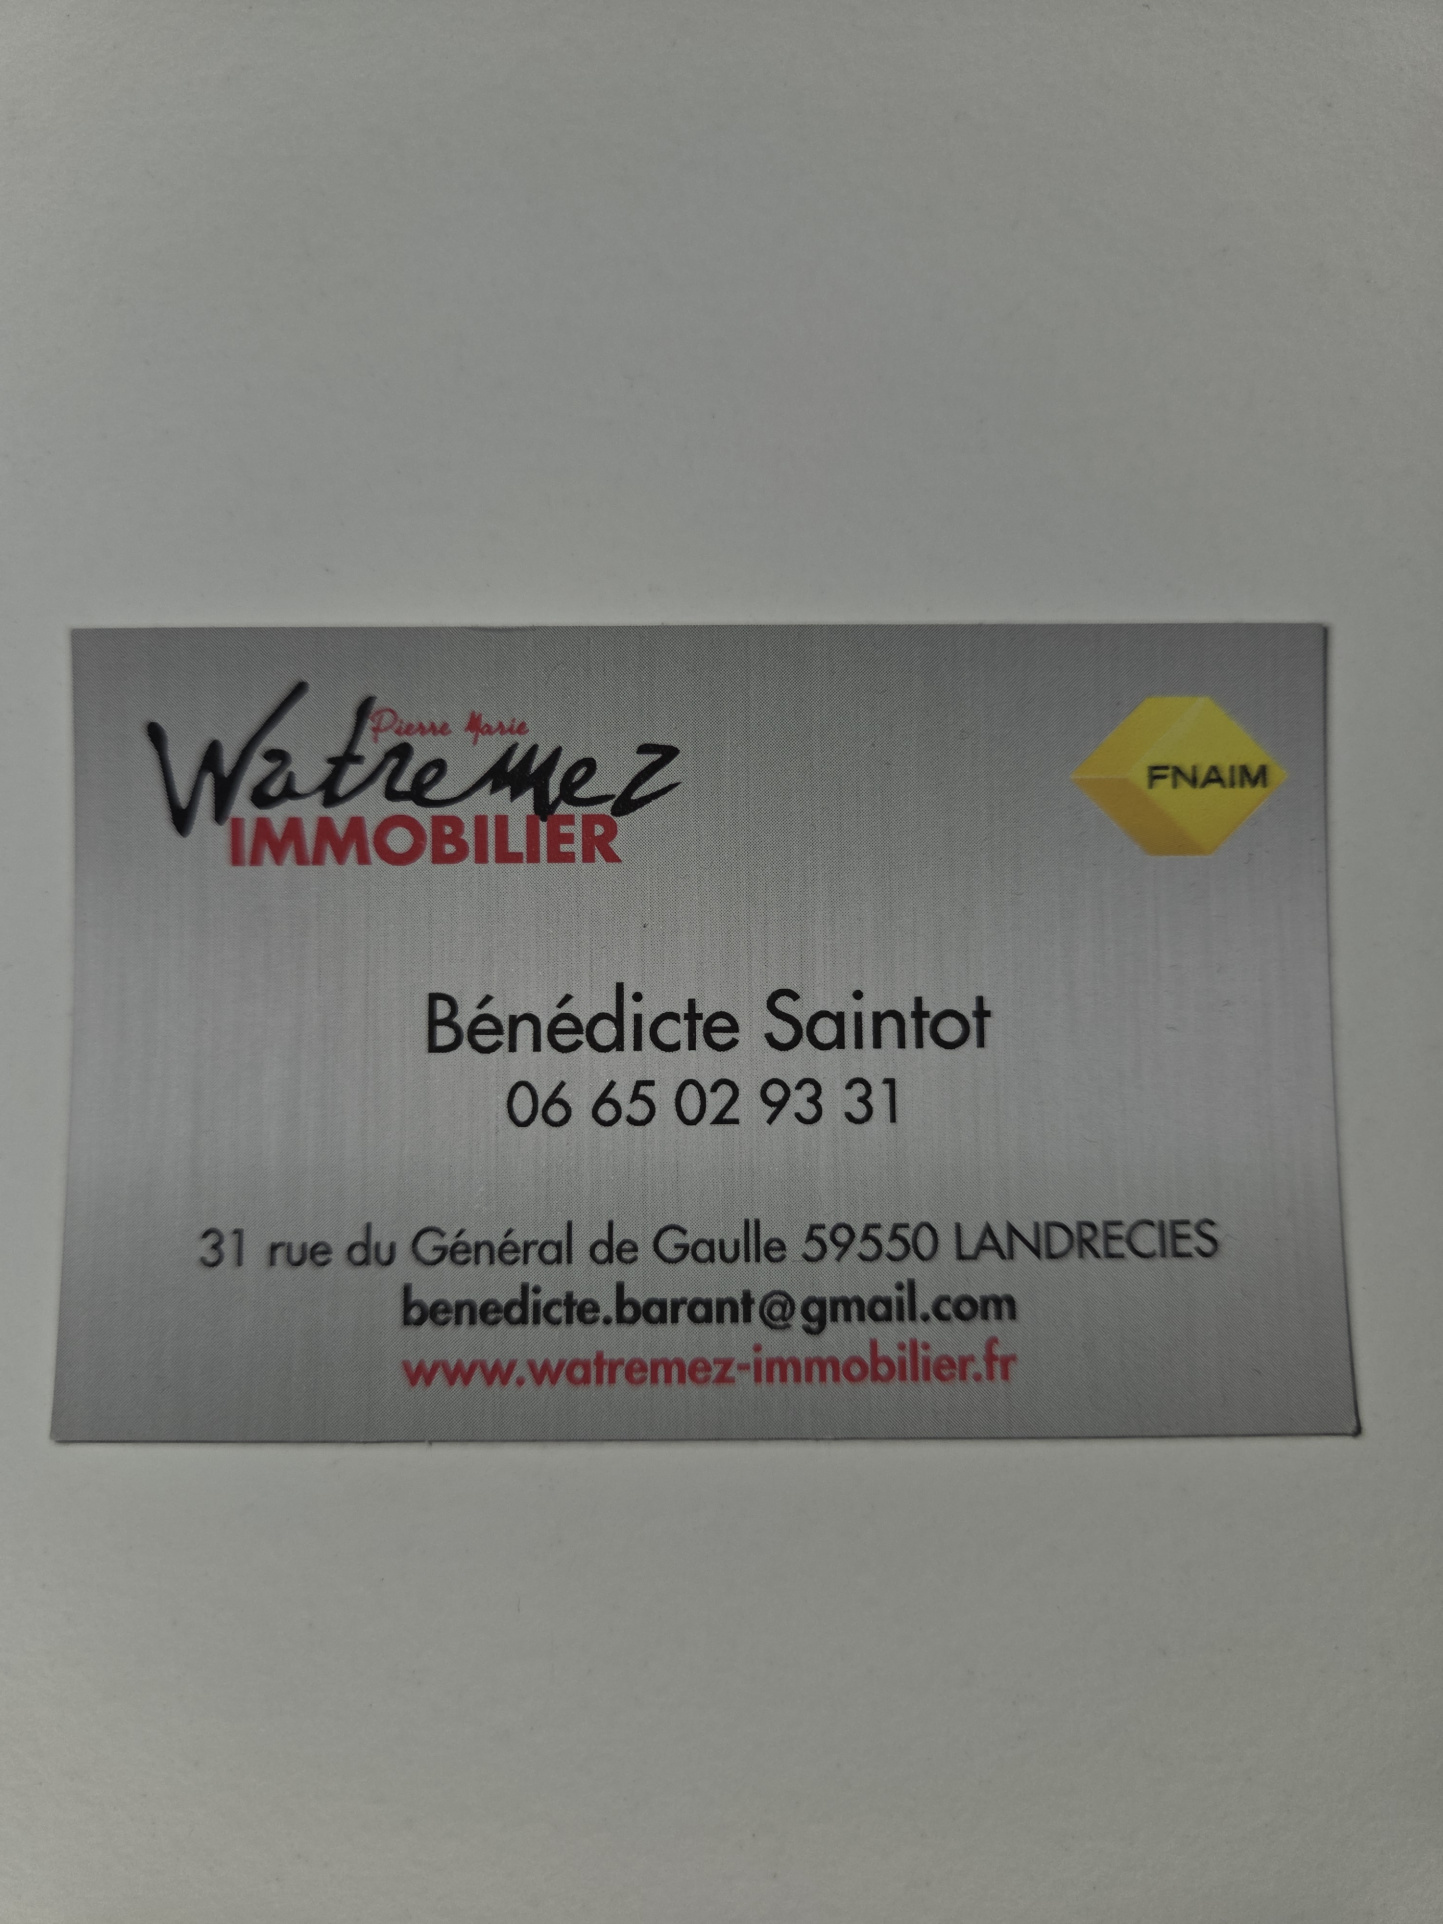 Pierre Marie
Watremez
IMMOBILIER
FNAIM
Bénédicte Saintot
06 65 02 93 31
31 rue du Général de Gaulle 59550 LANDRECIES
benedicte.barant@gmail.com
www.watremez-immobilier.fr